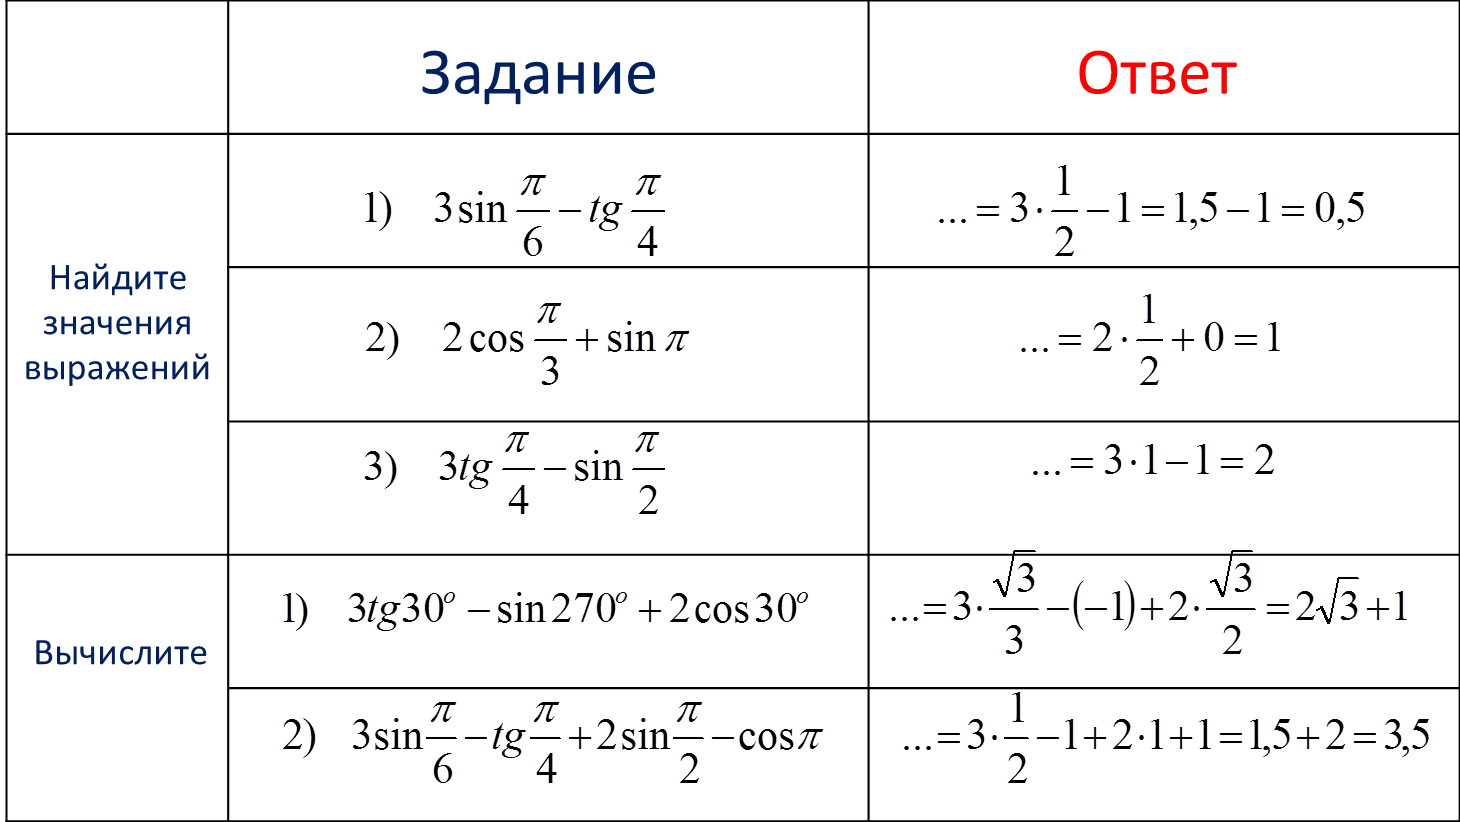 Задание Ответ
Найдите
значения
выражений
1) 3sin π/6 − tg π/4
... = 3·1/2 − 1 = 1,5 − 1 = 0,5
2) 2cos π/3 + sin π
... = 2·1/2 + 0 = 1
3) 3tg π/4 − sin π/2
... = 3·1 − 1 = 2
Вычислите
1) 3tg30° − sin270° + 2cos30°
... = 3·√3/3 − (−1) + 2·√3/2 = 2√3 + 1
2) 3sin π/6 − tg π/4 + 2sin π/2 − cosπ
... = 3·1/2 − 1 + 2·1 + 1 = 1,5 + 2 = 3,5